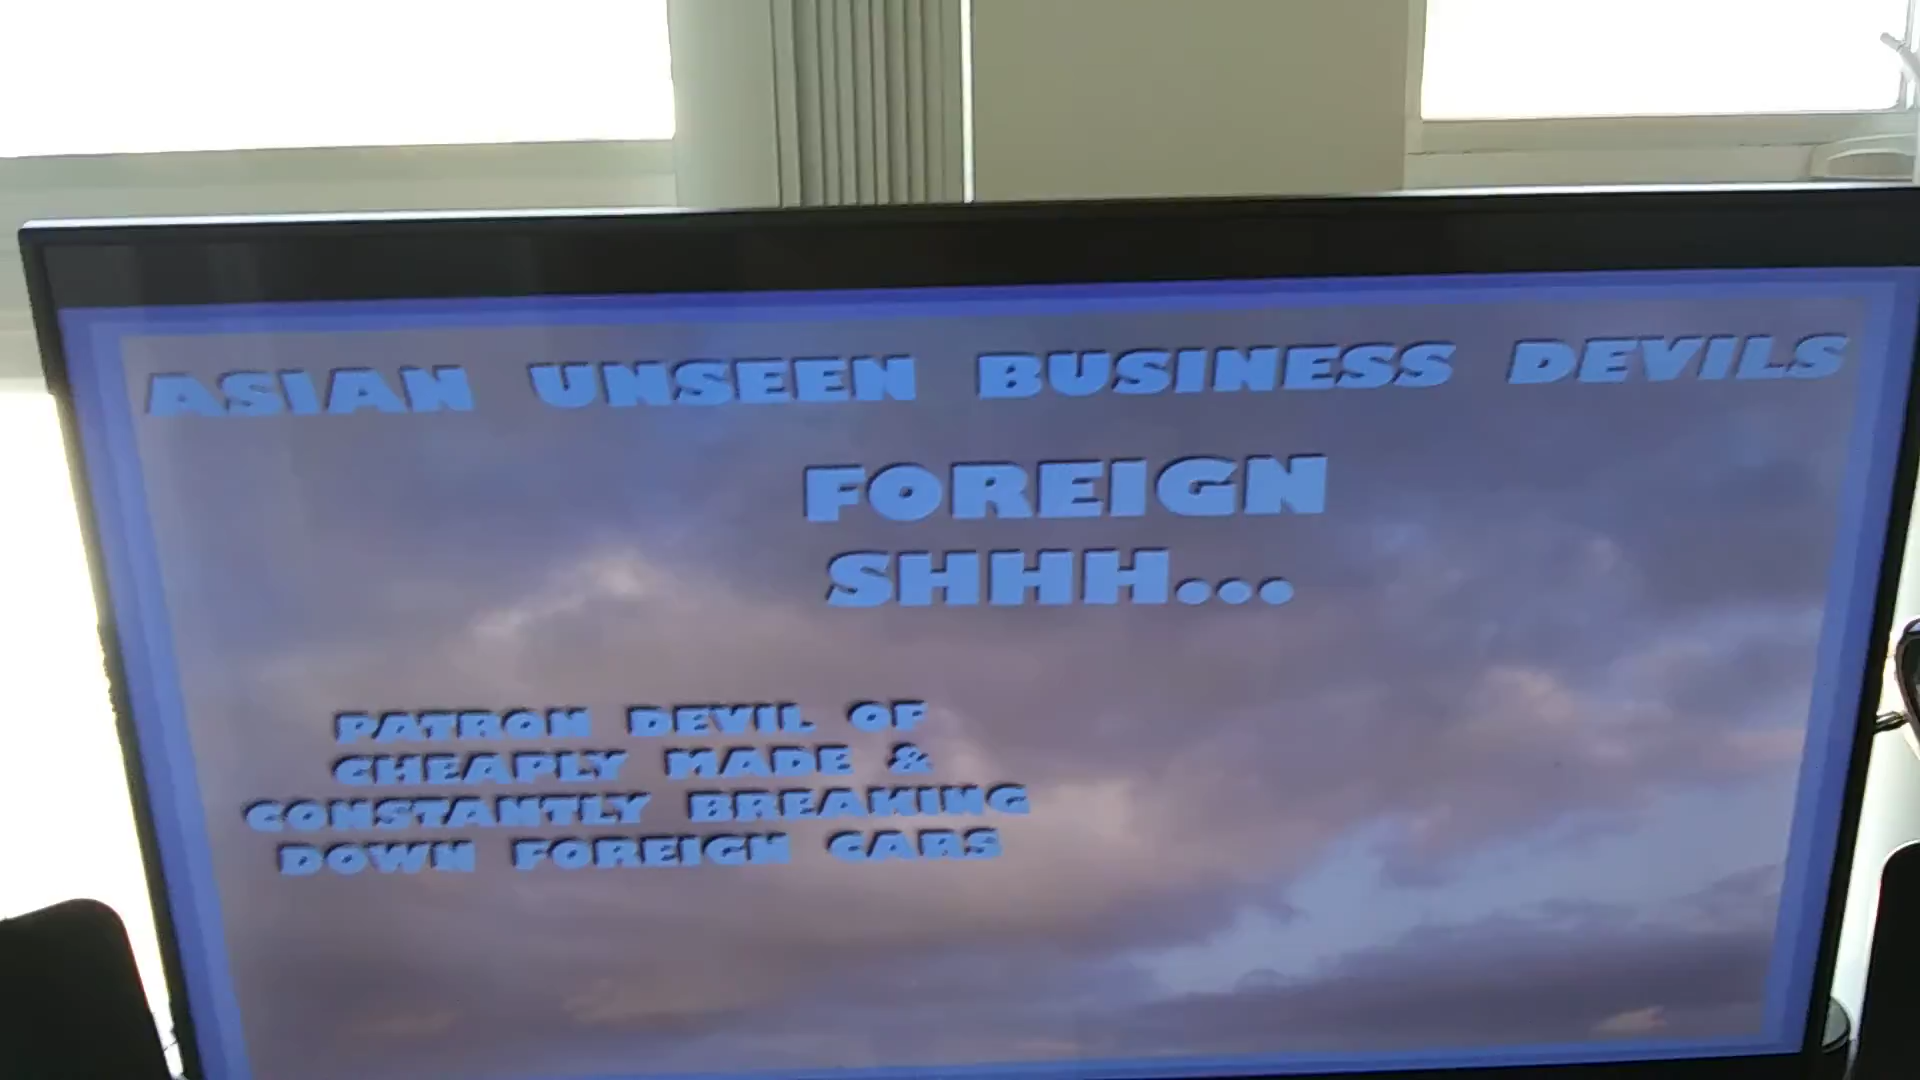 ASIAN UNSEEN BUSINESS DEVILS
FOREIGN
SHHH...
PATRON DEVIL OF
CHEAPLY MADE &
CONSTANTLY BREAKING
DOWN FOREIGN CARS